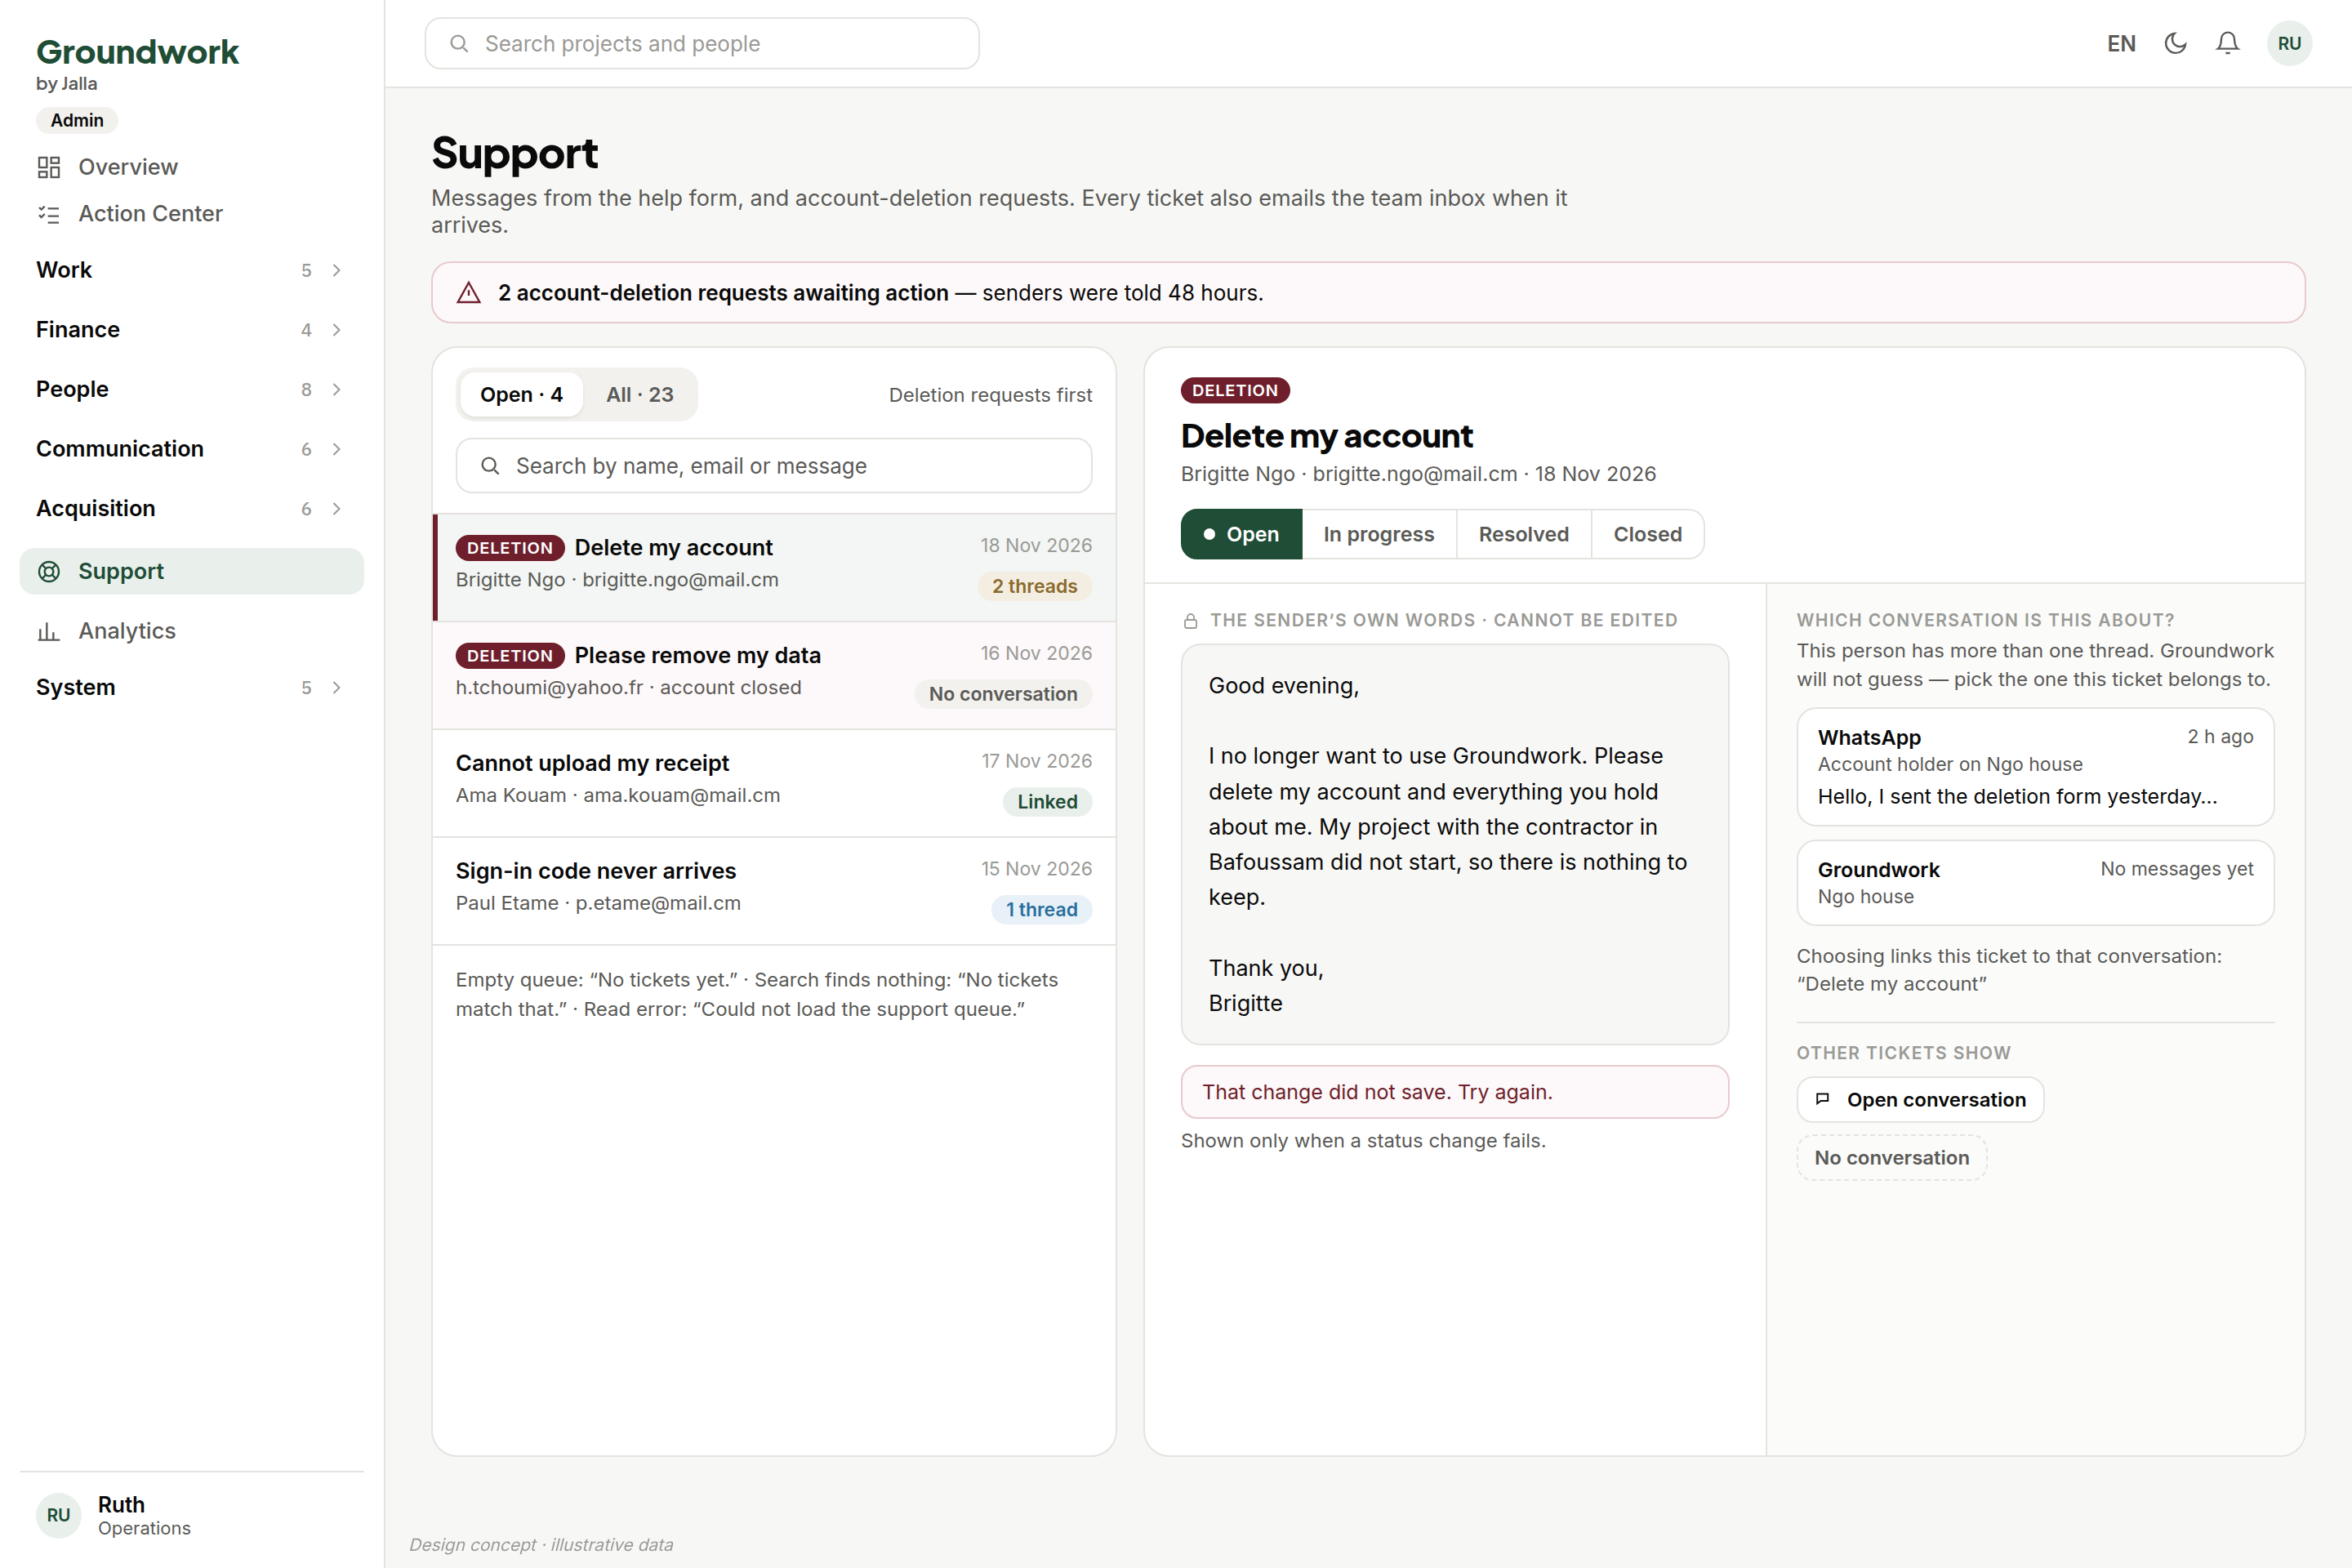 Groundwork
by Jalla
Admin
Overview
Action Center
Work 5
Finance 4
People 8
Communication 6
Acquisition 6
Support
Analytics
System 5
RU
Ruth
Operations
Search projects and people
EN
RU
Support
Messages from the help form, and account-deletion requests. Every ticket also emails the team inbox when it
arrives.
2 account-deletion requests awaiting action — senders were told 48 hours.
Open · 4
All · 23
Deletion requests first
Search by name, email or message
DELETION Delete my account 18 Nov 2026
Brigitte Ngo · brigitte.ngo@mail.cm 2 threads
DELETION Please remove my data 16 Nov 2026
h.tchoumi@yahoo.fr · account closed No conversation
Cannot upload my receipt 17 Nov 2026
Ama Kouam · ama.kouam@mail.cm Linked
Sign-in code never arrives 15 Nov 2026
Paul Etame · p.etame@mail.cm 1 thread
Empty queue: “No tickets yet.” · Search finds nothing: “No tickets
match that.” · Read error: “Could not load the support queue.”
DELETION
Delete my account
Brigitte Ngo · brigitte.ngo@mail.cm · 18 Nov 2026
Open In progress Resolved Closed
THE SENDER’S OWN WORDS · CANNOT BE EDITED
Good evening,
I no longer want to use Groundwork. Please
delete my account and everything you hold
about me. My project with the contractor in
Bafoussam did not start, so there is nothing to
keep.
Thank you,
Brigitte
That change did not save. Try again.
Shown only when a status change fails.
WHICH CONVERSATION IS THIS ABOUT?
This person has more than one thread. Groundwork
will not guess — pick the one this ticket belongs to.
WhatsApp 2 h ago
Account holder on Ngo house
Hello, I sent the deletion form yesterday…
Groundwork No messages yet
Ngo house
Choosing links this ticket to that conversation:
“Delete my account”
OTHER TICKETS SHOW
Open conversation
No conversation
Design concept · illustrative data